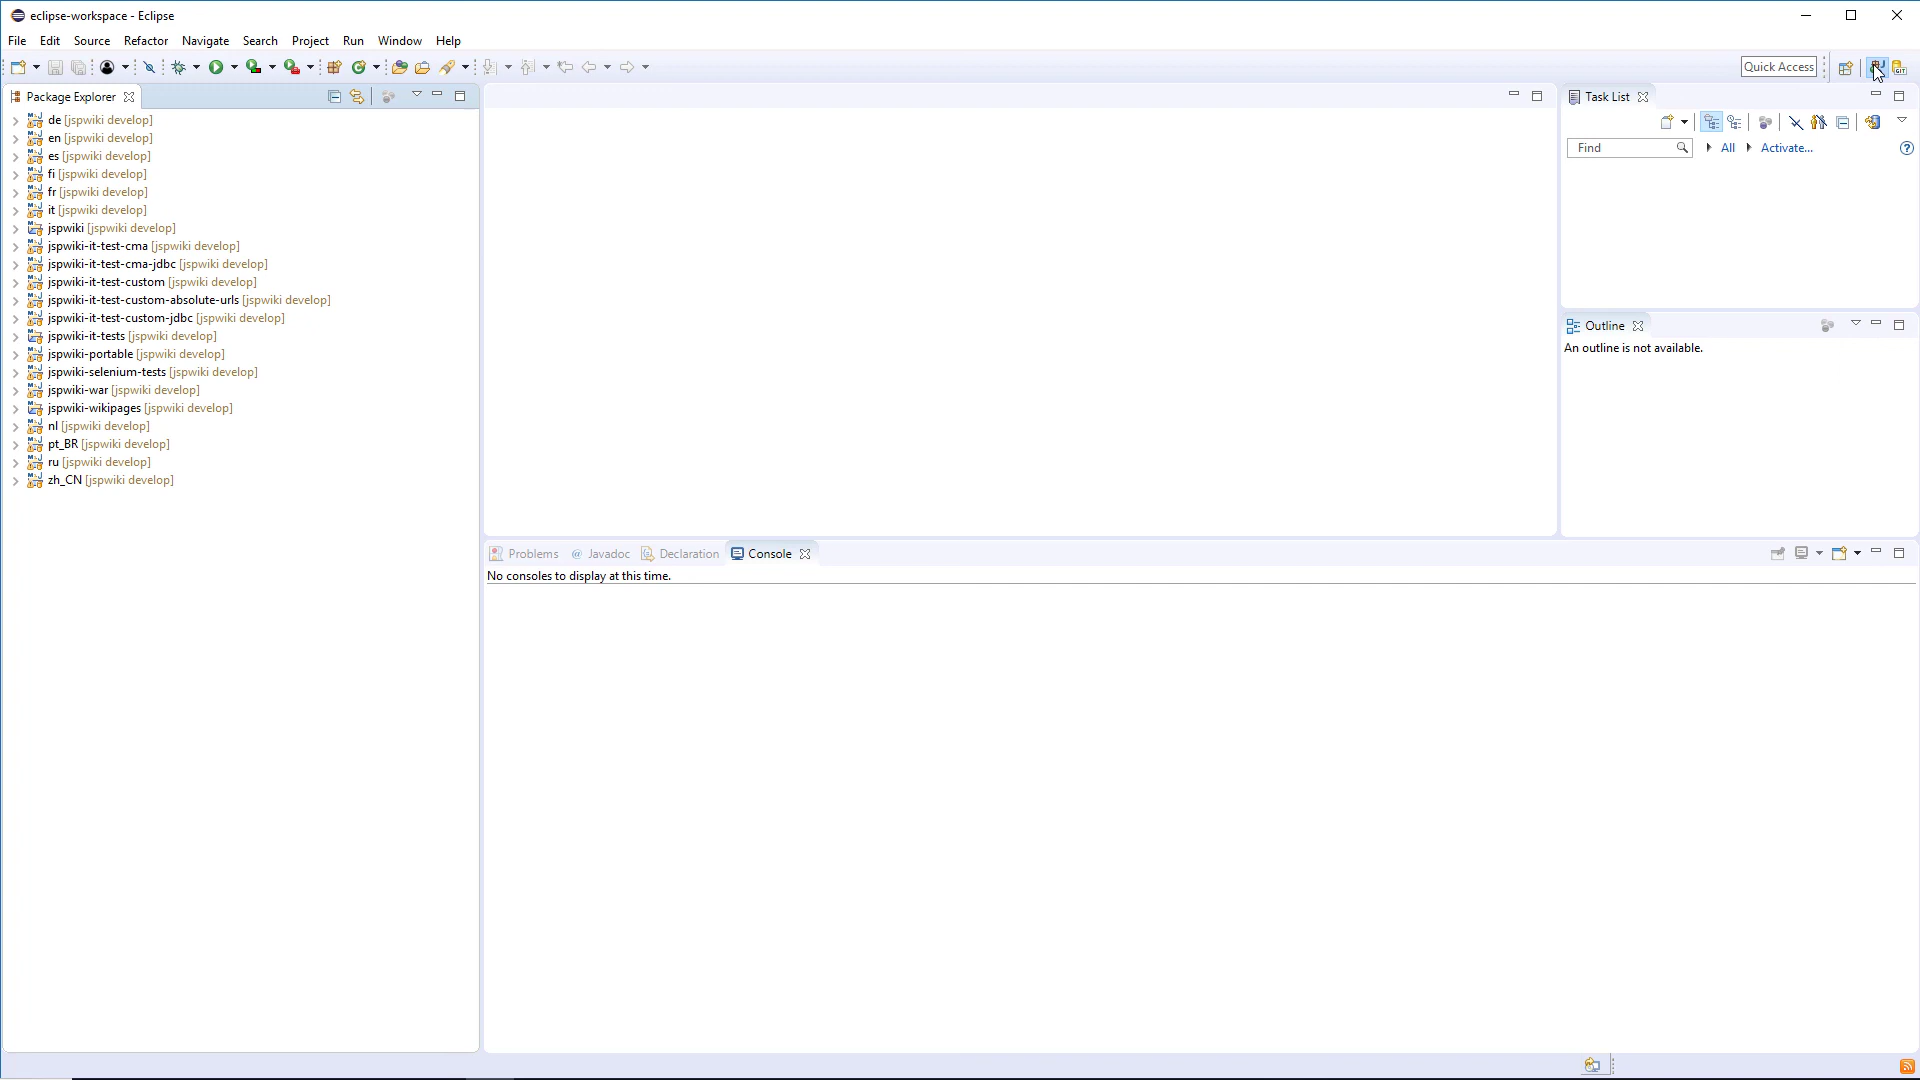 eclipse-workspace - Eclipse
File Edit Source Refactor Navigate Search Project Run Window Help
Quick Access
Package Explorer
de [jspwiki develop]
en [jspwiki develop]
es [jspwiki develop]
fi [jspwiki develop]
fr [jspwiki develop]
it [jspwiki develop]
jspwiki [jspwiki develop]
jspwiki-it-test-cma [jspwiki develop]
jspwiki-it-test-cma-jdbc [jspwiki develop]
jspwiki-it-test-custom [jspwiki develop]
jspwiki-it-test-custom-absolute-urls [jspwiki develop]
jspwiki-it-test-custom-jdbc [jspwiki develop]
jspwiki-it-tests [jspwiki develop]
jspwiki-portable [jspwiki develop]
jspwiki-selenium-tests [jspwiki develop]
jspwiki-war [jspwiki develop]
jspwiki-wikipages [jspwiki develop]
nl [jspwiki develop]
pt_BR [jspwiki develop]
ru [jspwiki develop]
zh_CN [jspwiki develop]
Task List
Find All Activate...
Outline
An outline is not available.
Problems @ Javadoc Declaration Console
No consoles to display at this time.